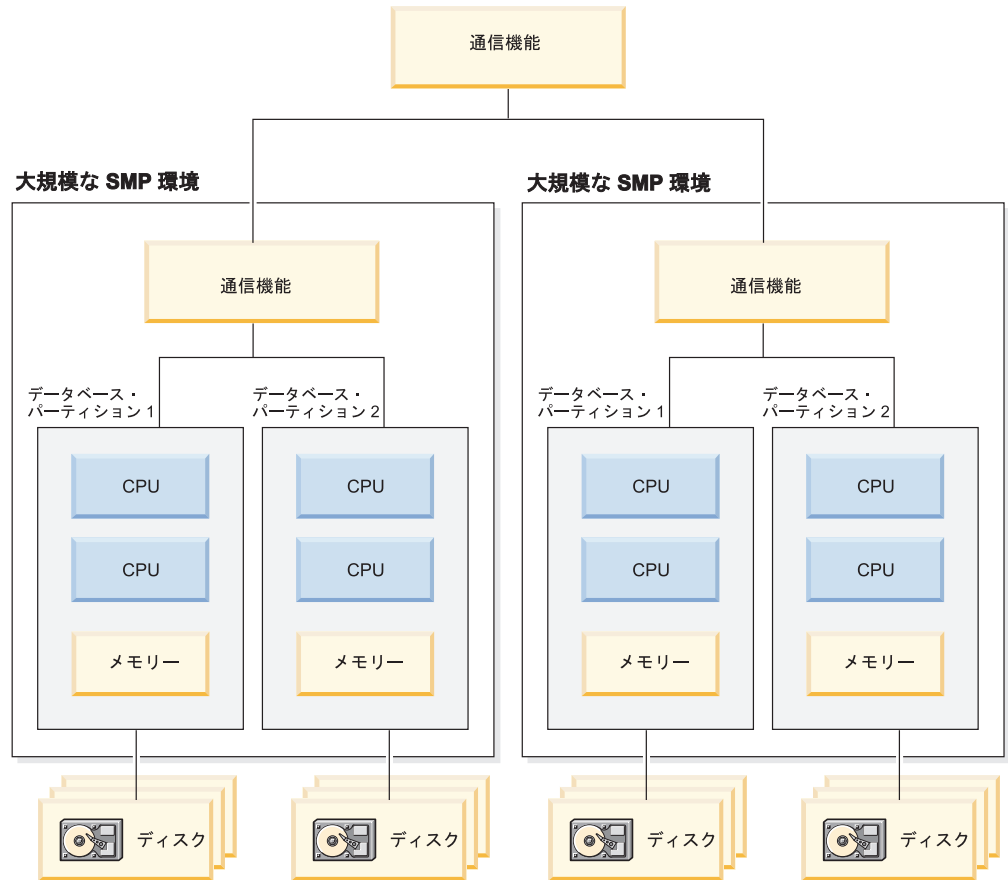 通信機能
大規模な SMP 環境
大規模な SMP 環境
通信機能
通信機能
データベース・
パーティション 1
データベース・
パーティション 2
データベース・
パーティション 1
データベース・
パーティション 2
CPU
CPU
CPU
CPU
CPU
CPU
CPU
CPU
メモリー
メモリー
メモリー
メモリー
ディスク
ディスク
ディスク
ディスク